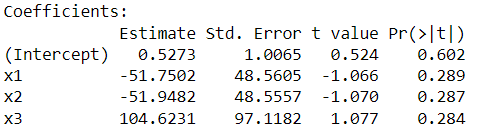 Coefficients:
Estimate Std. Error t value Pr(>|t|)
(Intercept) 0.5273 1.0065 0.524 0.602
x1 -51.7502 48.5605 -1.066 0.289
x2 -51.9482 48.5557 -1.070 0.287
x3 104.6231 97.1182 1.077 0.284